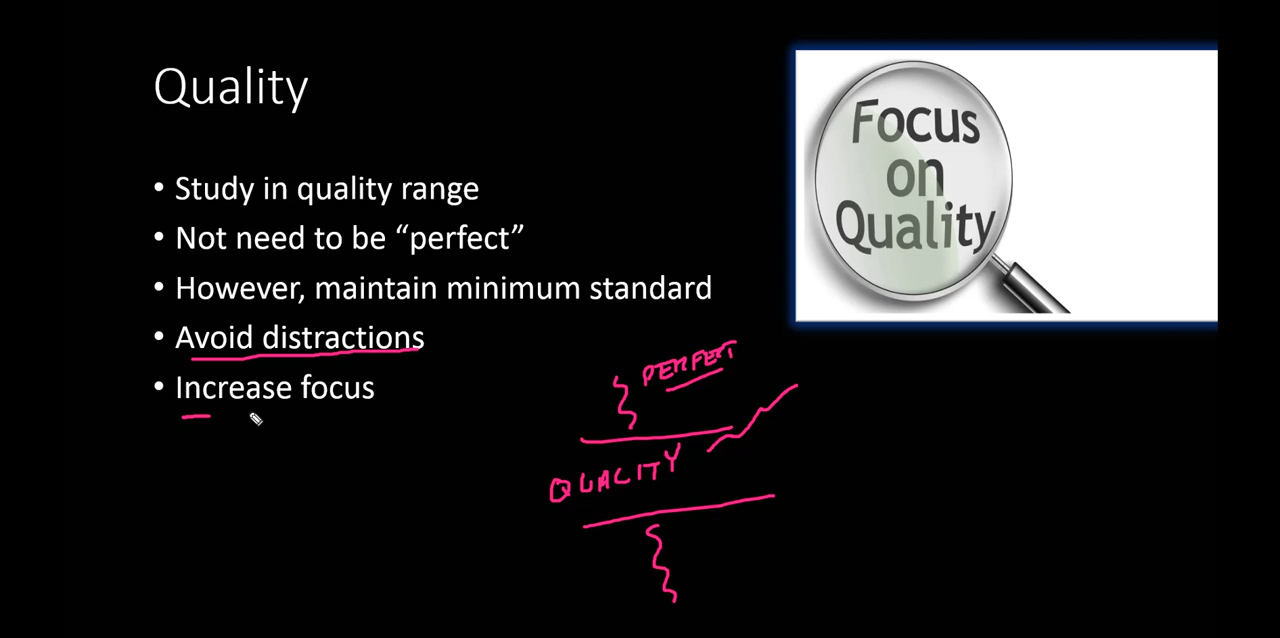 Quality
• Study in quality range
• Not need to be “perfect”
• However, maintain minimum standard
• Avoid distractions
• Increase focus
Focus
on
Quality
PERFECT
QUALITY